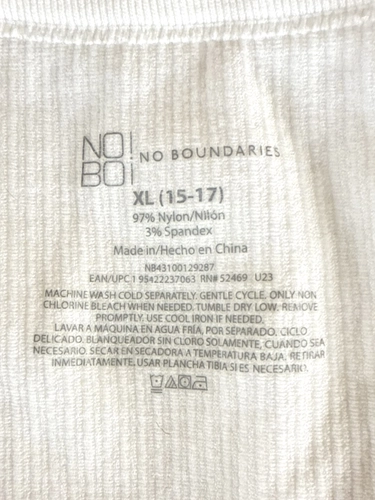 NO!
BO!
NO BOUNDARIES
XL (15-17)
97% Nylon/Nilón
3% Spandex
Made in/Hecho en China
NB43100129287
EAN/UPC 1 95422237063 RN# 52469 U23
MACHINE WASH COLD SEPARATELY. GENTLE CYCLE. ONLY NON
CHLORINE BLEACH WHEN NEEDED. TUMBLE DRY LOW. REMOVE
PROMPTLY. USE COOL IRON IF NEEDED.
LAVAR A MÁQUINA EN AGUA FRÍA, POR SEPARADO. CICLO
DELICADO. BLANQUEADOR SIN CLORO SOLAMENTE, CUANDO SEA
NECESARIO. SECAR EN SECADORA A TEMPERATURA BAJA. RETIRAR
INMEDIATAMENTE. USAR PLANCHA TIBIA SI ES NECESARIO.